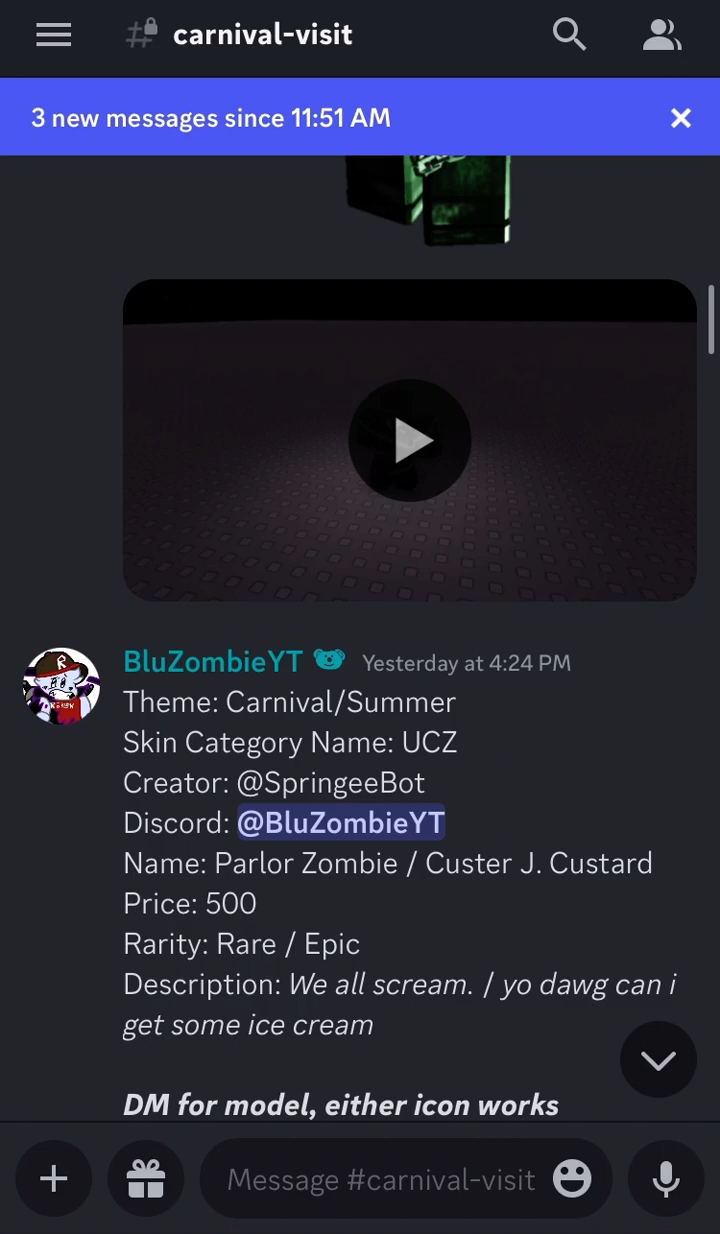 carnival-visit
3 new messages since 11:51 AM
BluZombieYT Yesterday at 4:24 PM
Theme: Carnival/Summer
Skin Category Name: UCZ
Creator: @SpringeeBot
Discord: @BluZombieYT
Name: Parlor Zombie / Custer J. Custard
Price: 500
Rarity: Rare / Epic
Description: We all scream. / yo dawg can i
get some ice cream
DM for model, either icon works
Message #carnival-visit